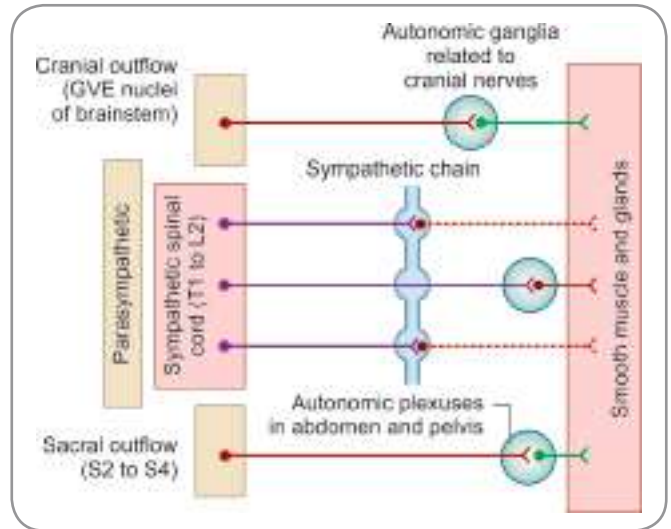 Autonomic ganglia
related to
cranial nerves
Cranial outflow
(GVE nuclei
of brainstem)
Sympathetic chain
Parasympathetic
Sympathetic spinal
cord (T1 to L2)
Smooth muscle and glands
Autonomic plexuses
in abdomen and pelvis
Sacral outflow
(S2 to S4)